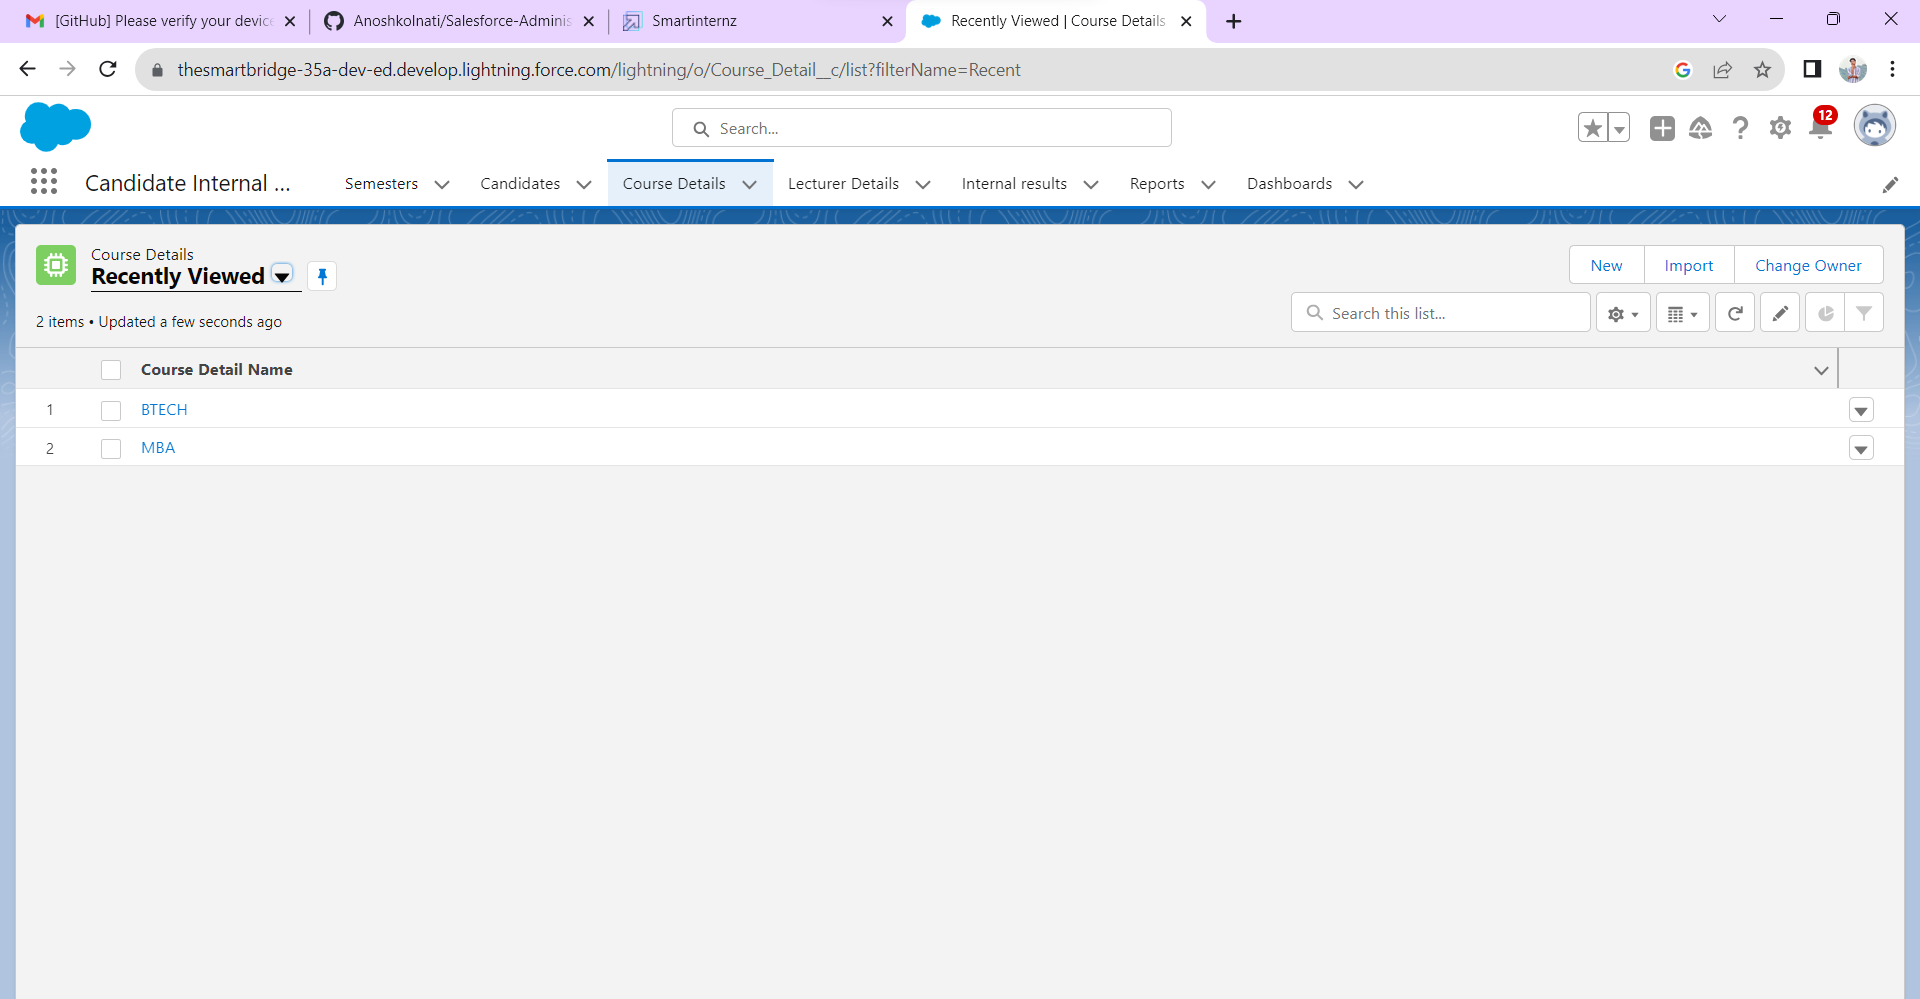 [GitHub] Please verify your device
AnoshkolnatI/Salesforce-Adminis
Smartinternz
Recently Viewed | Course Details
thesmartbridge-35a-dev-ed.develop.lightning.force.com/lightning/o/Course_Detail__c/list?filterName=Recent
Search...
12
Candidate Internal ...
Semesters
Candidates
Course Details
Lecturer Details
Internal results
Reports
Dashboards
Course Details
Recently Viewed
New
Import
Change Owner
2 items • Updated a few seconds ago
Search this list...
Course Detail Name
1 BTECH
2 MBA